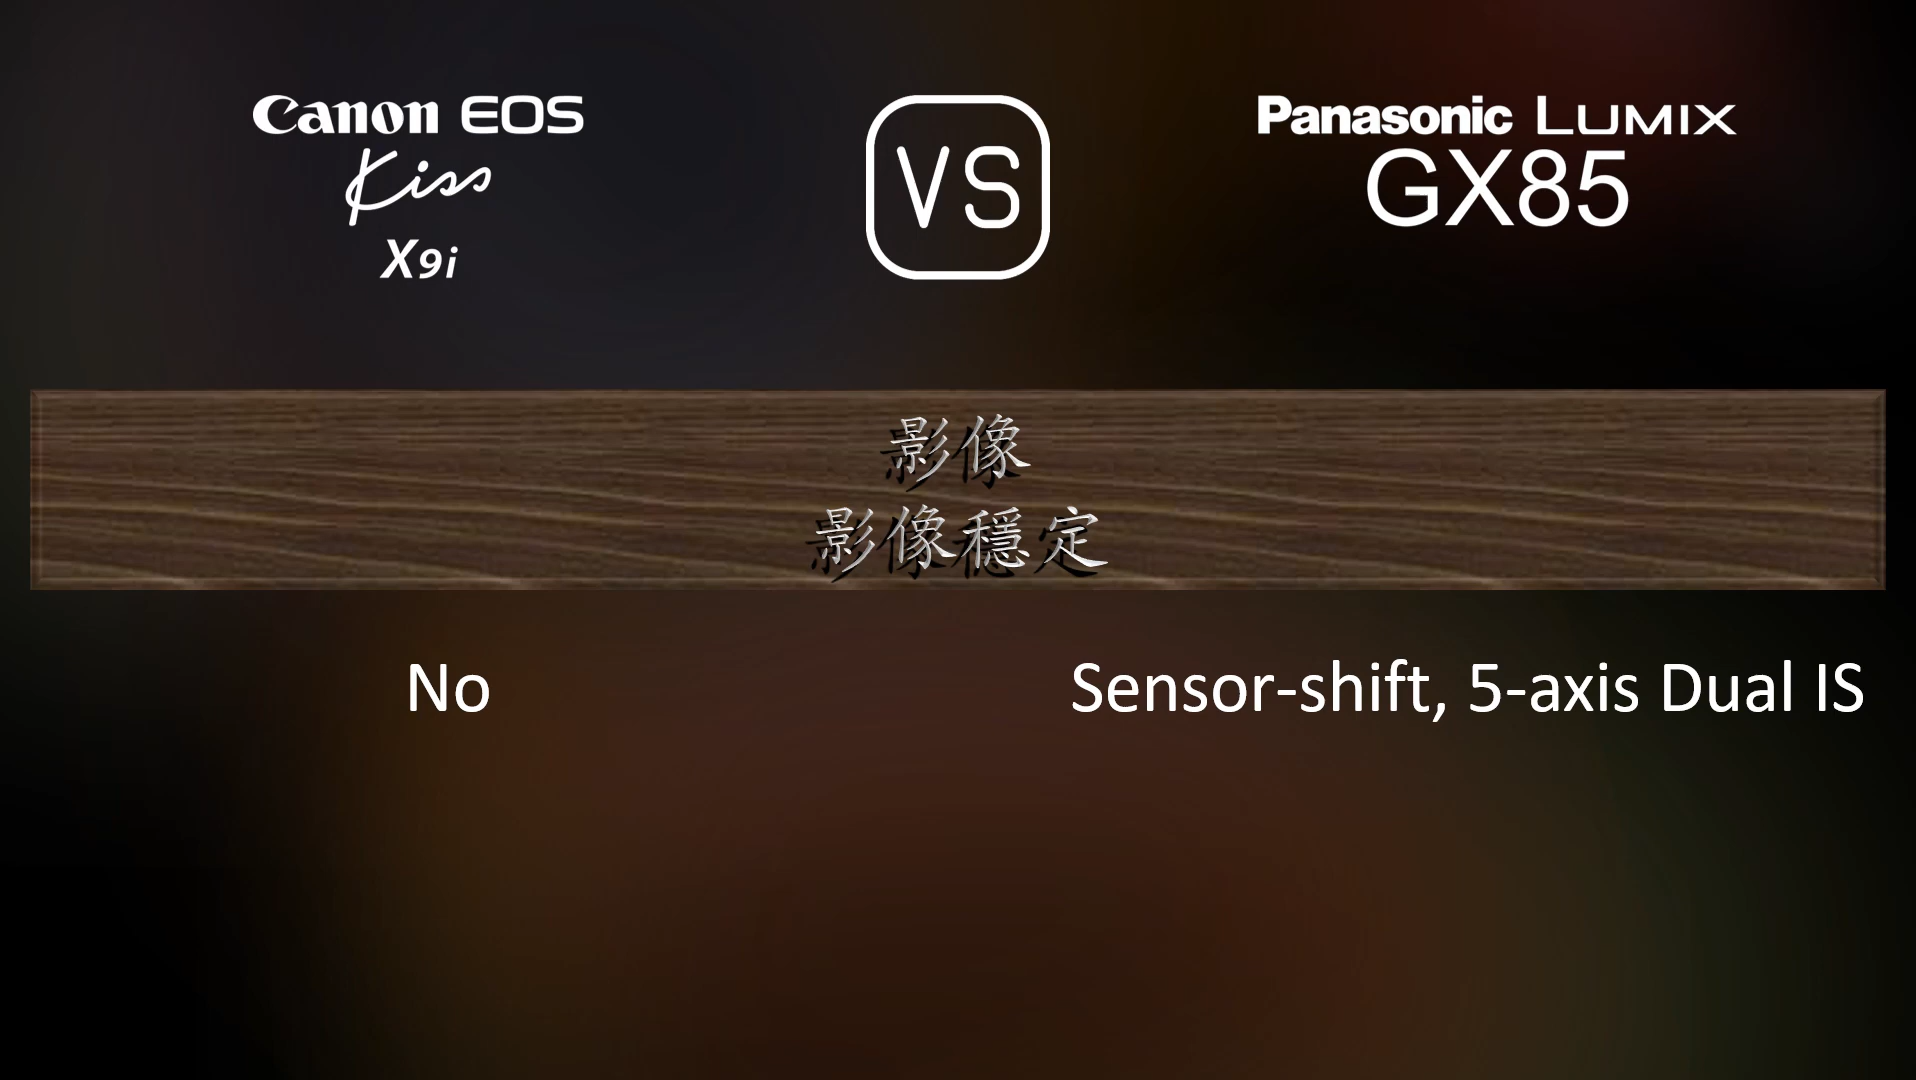 Canon EOS
Kiss
X9i
VS
Panasonic LUMIX
GX85
影像
影像穩定
No
Sensor-shift, 5-axis Dual IS